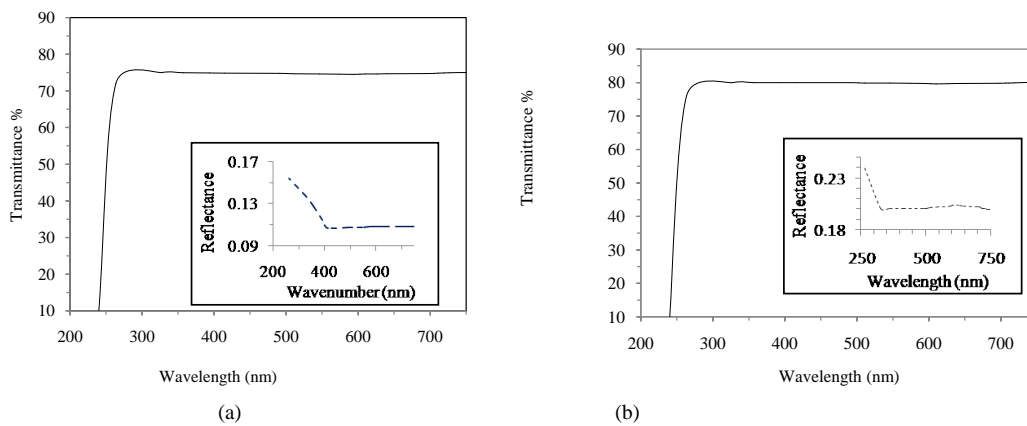 90
80
70
60
50
40
30
20
10
Transmittance %
200 300 400 500 600 700
Wavelength (nm)
0.17
0.13
0.09
Reflectance
200 400 600
Wavenumber (nm)
(a)
90
80
70
60
50
40
30
20
10
Transmittance %
200 300 400 500 600 700
Wavelength (nm)
0.23
0.18
Reflectance
250 500 750
Wavelength (nm)
(b)